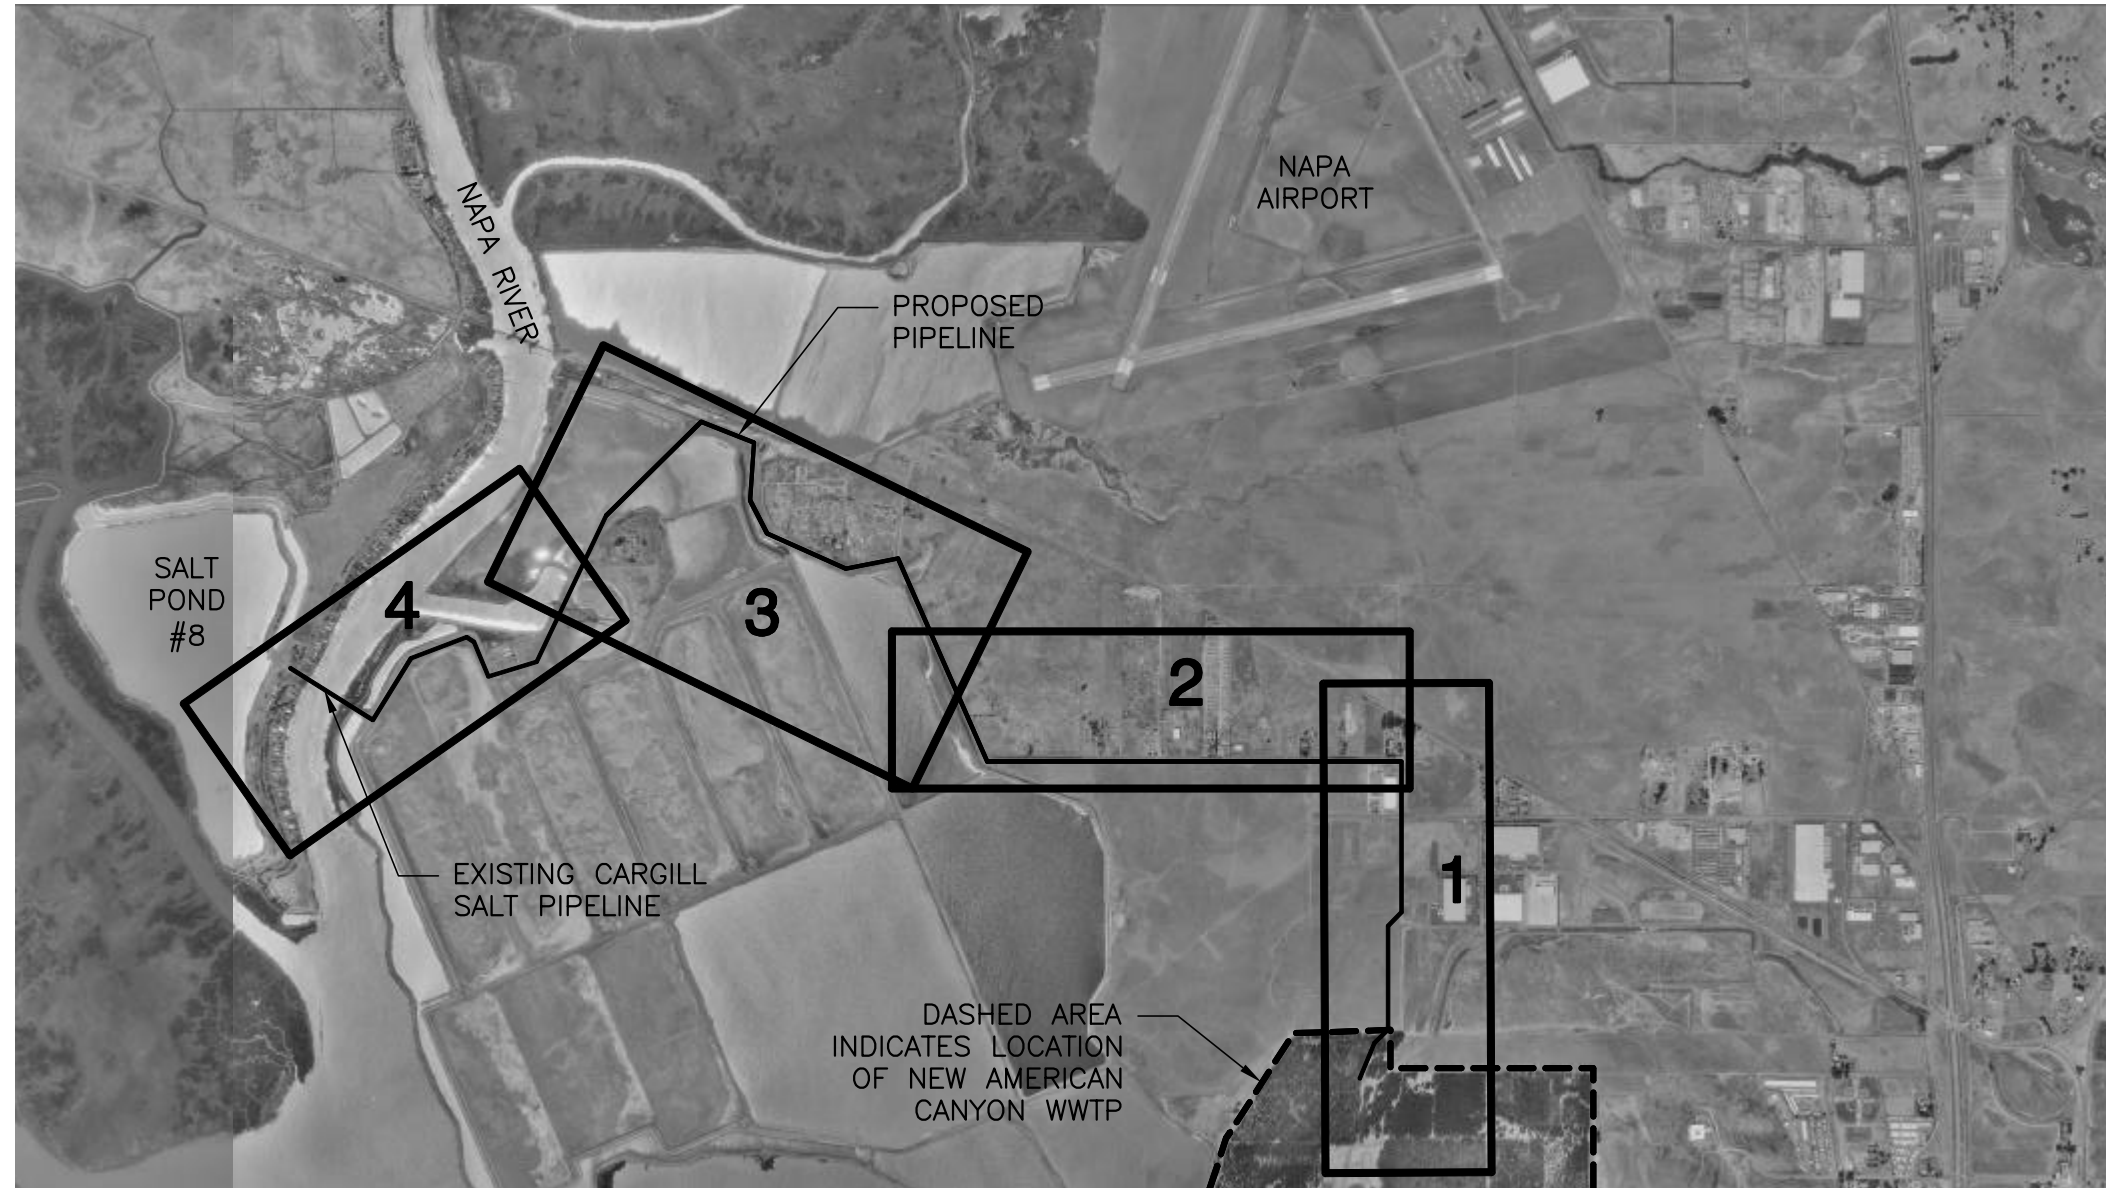 NAPA
AIRPORT
NAPA RIVER
PROPOSED
PIPELINE
SALT
POND
#8
4
3
2
1
EXISTING CARGILL
SALT PIPELINE
DASHED AREA
INDICATES LOCATION
OF NEW AMERICAN
CANYON WWTP